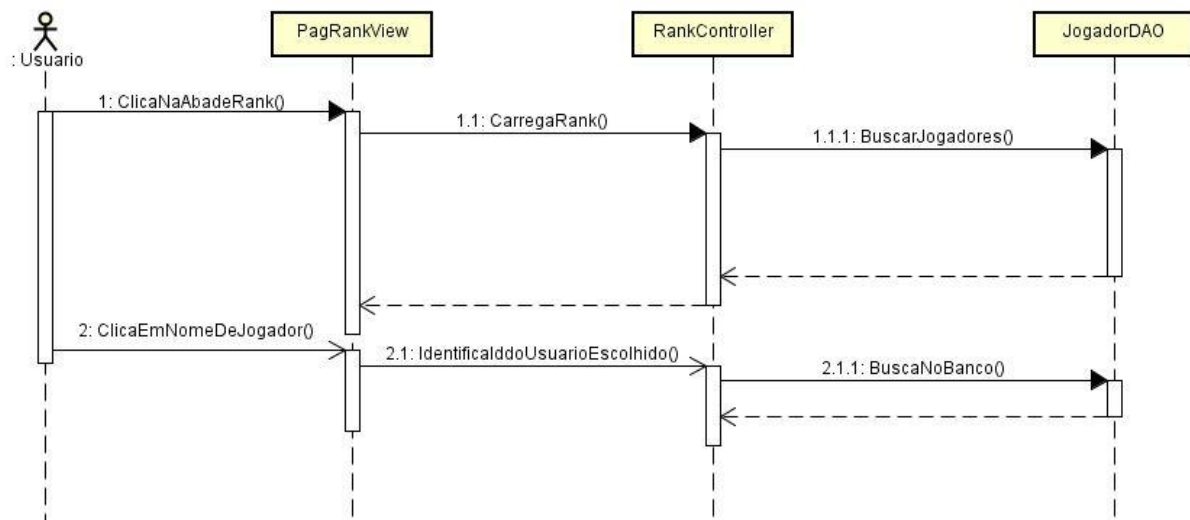 : Usuario
PagRankView
RankController
JogadorDAO
1: ClicaNaAbadeRank()
1.1: CarregaRank()
1.1.1: BuscarJogadores()
2: ClicaEmNomeDeJogador()
2.1: IdentificaIddoUsuarioEscolhido()
2.1.1: BuscaNoBanco()